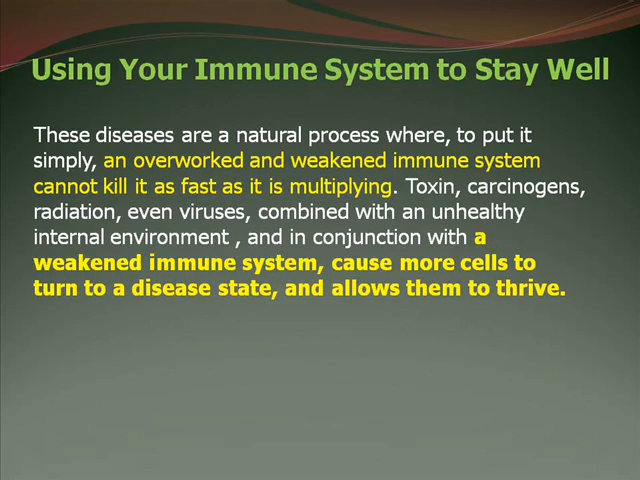 Using Your Immune System to Stay Well
These diseases are a natural process where, to put it
simply, an overworked and weakened immune system
cannot kill it as fast as it is multiplying. Toxin, carcinogens,
radiation, even viruses, combined with an unhealthy
internal environment , and in conjunction with a
weakened immune system, cause more cells to
turn to a disease state, and allows them to thrive.